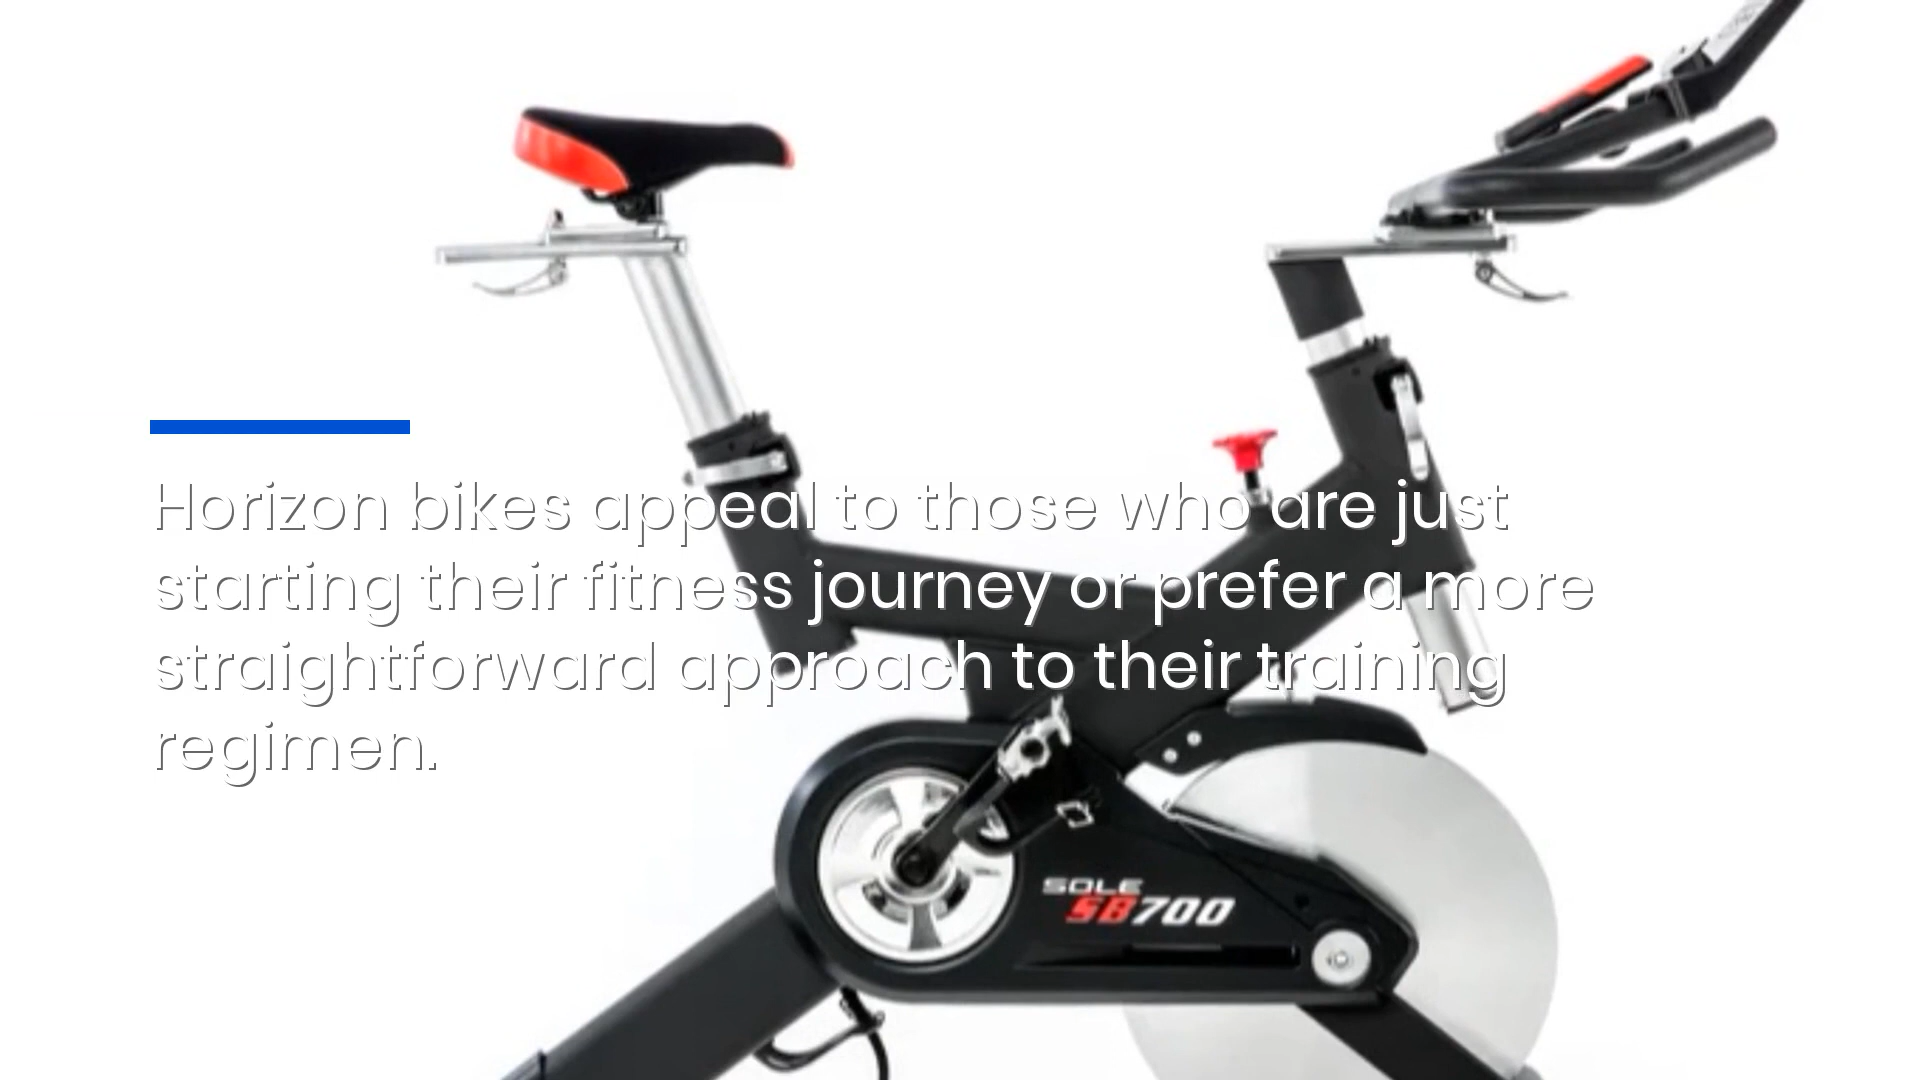 Horizon bikes appeal to those who are just
starting their fitness journey or prefer a more
straightforward approach to their training
regimen.
SOLE
SB700